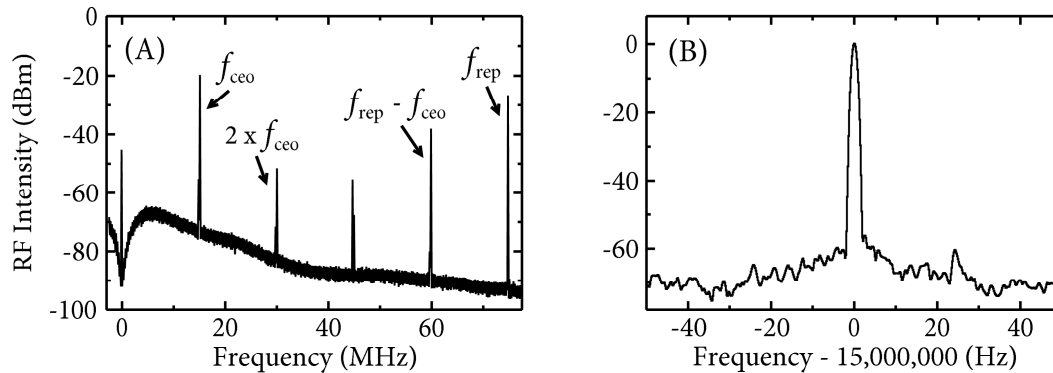 (A)
(B)
RF Intensity (dBm)
0
-20
-40
-60
-80
-100
f_ceo
2 x f_ceo
f_rep - f_ceo
f_rep
0 20 40 60
Frequency (MHz)
0
-20
-40
-60
-40 -20 0 20 40
Frequency - 15,000,000 (Hz)